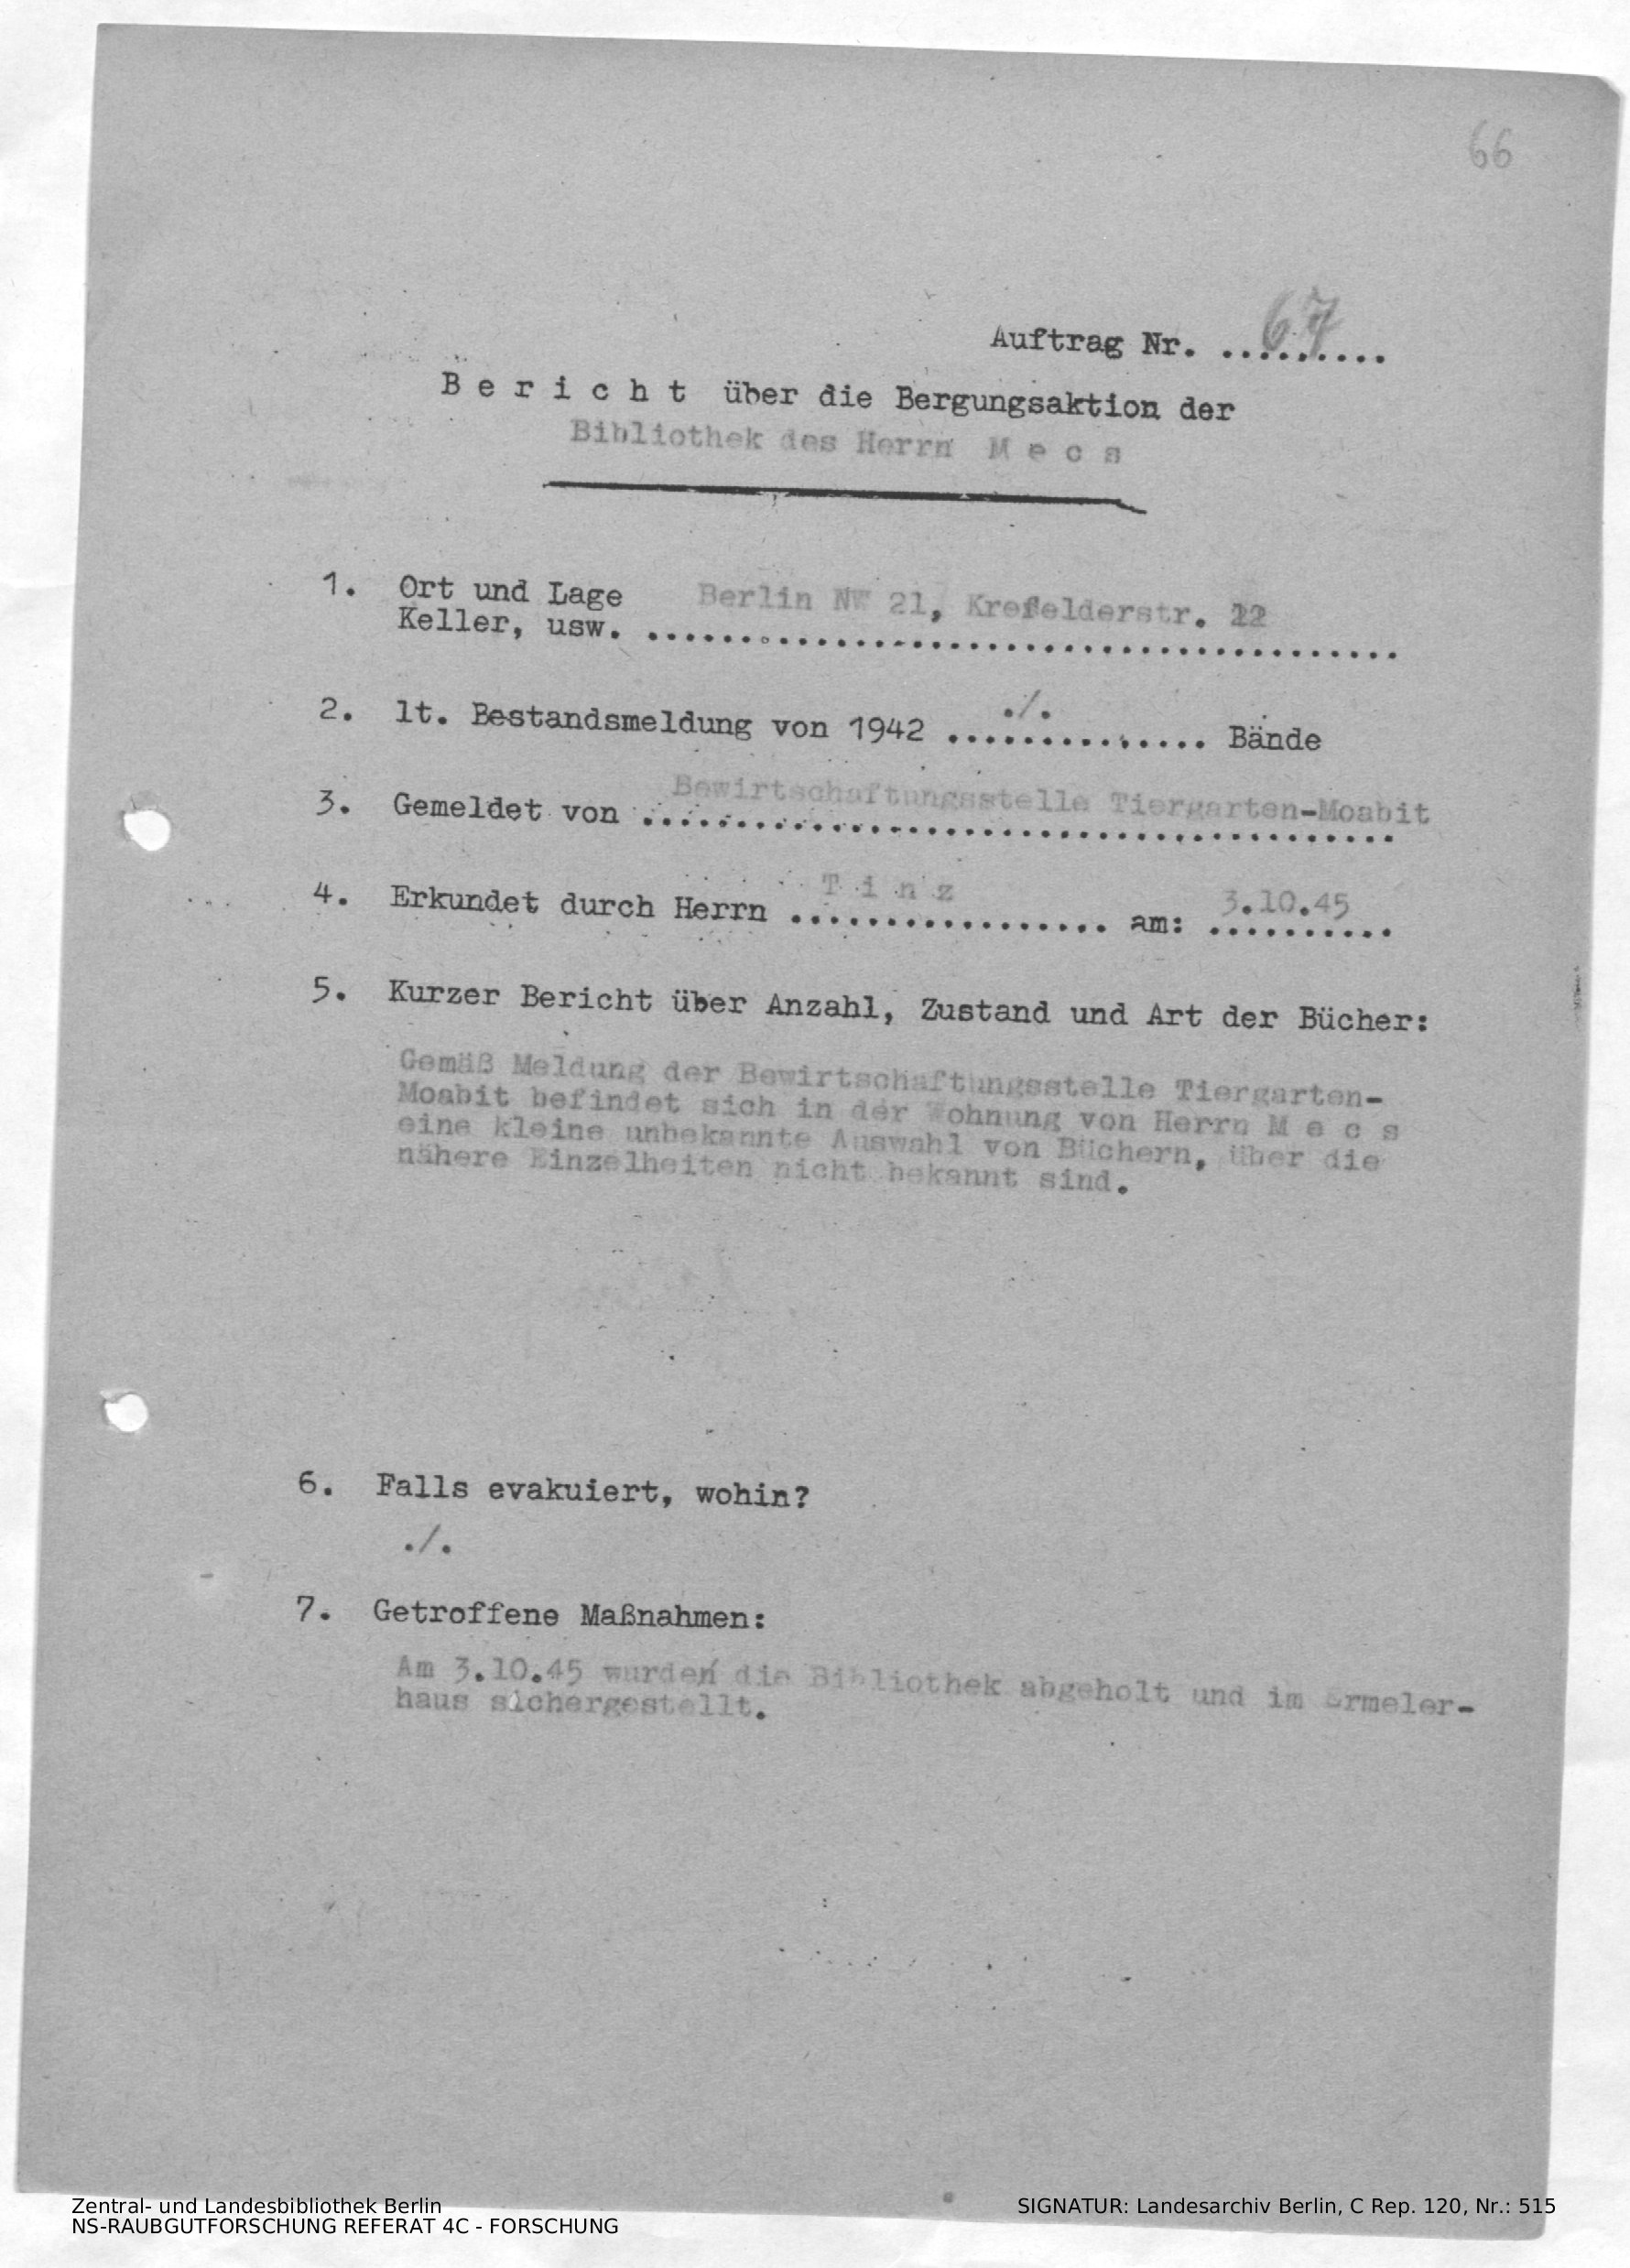 66
Auftrag Nr. ..67.......
B e r i c h t über die Bergungsaktion der
Bibliothek des Herrn M e c s
1. Ort und Lage Berlin NW 21, Krefelderstr. 22
Keller, usw. ........................................
2. lt. Bestandsmeldung von 1942 ......./....... Bände
3. Gemeldet von Bewirtschaftungsstelle Tiergarten-Moabit
4. Erkundet durch Herrn T i n z am: 3.10.45
5. Kurzer Bericht über Anzahl, Zustand und Art der Bücher:
Gemäß Meldung der Bewirtschaftungsstelle Tiergarten-
Moabit befindet sich in der Wohnung von Herrn M e c s
eine kleine unbekannte Auswahl von Büchern, über die
nähere Einzelheiten nicht bekannt sind.
6. Falls evakuiert, wohin?
./.
7. Getroffene Maßnahmen:
Am 3.10.45 wurden die Bibliothek abgeholt und im Ermeler-
haus sichergestellt.
Zentral- und Landesbibliothek Berlin
NS-RAUBGUTFORSCHUNG REFERAT 4C - FORSCHUNG
SIGNATUR: Landesarchiv Berlin, C Rep. 120, Nr.: 515